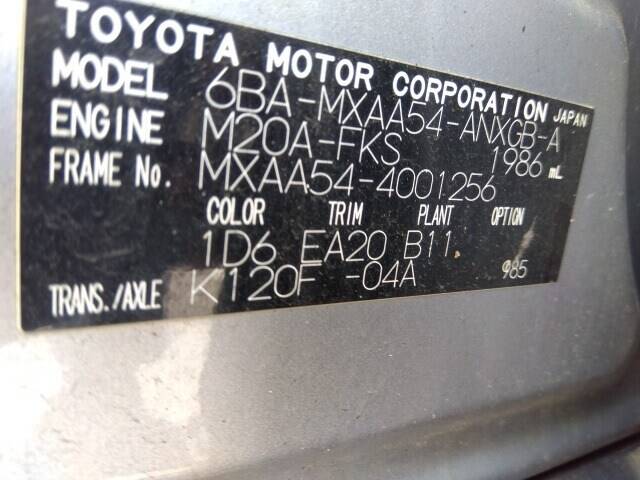 TOYOTA MOTOR CORPORATION JAPAN
MODEL 6BA-MXAA54-ANXGB-A
ENGINE M20A-FKS 1986 mL
FRAME No. MXAA54-4001256
COLOR TRIM PLANT OPTION
1D6 EA20 B11
TRANS./AXLE K120F -04A 985